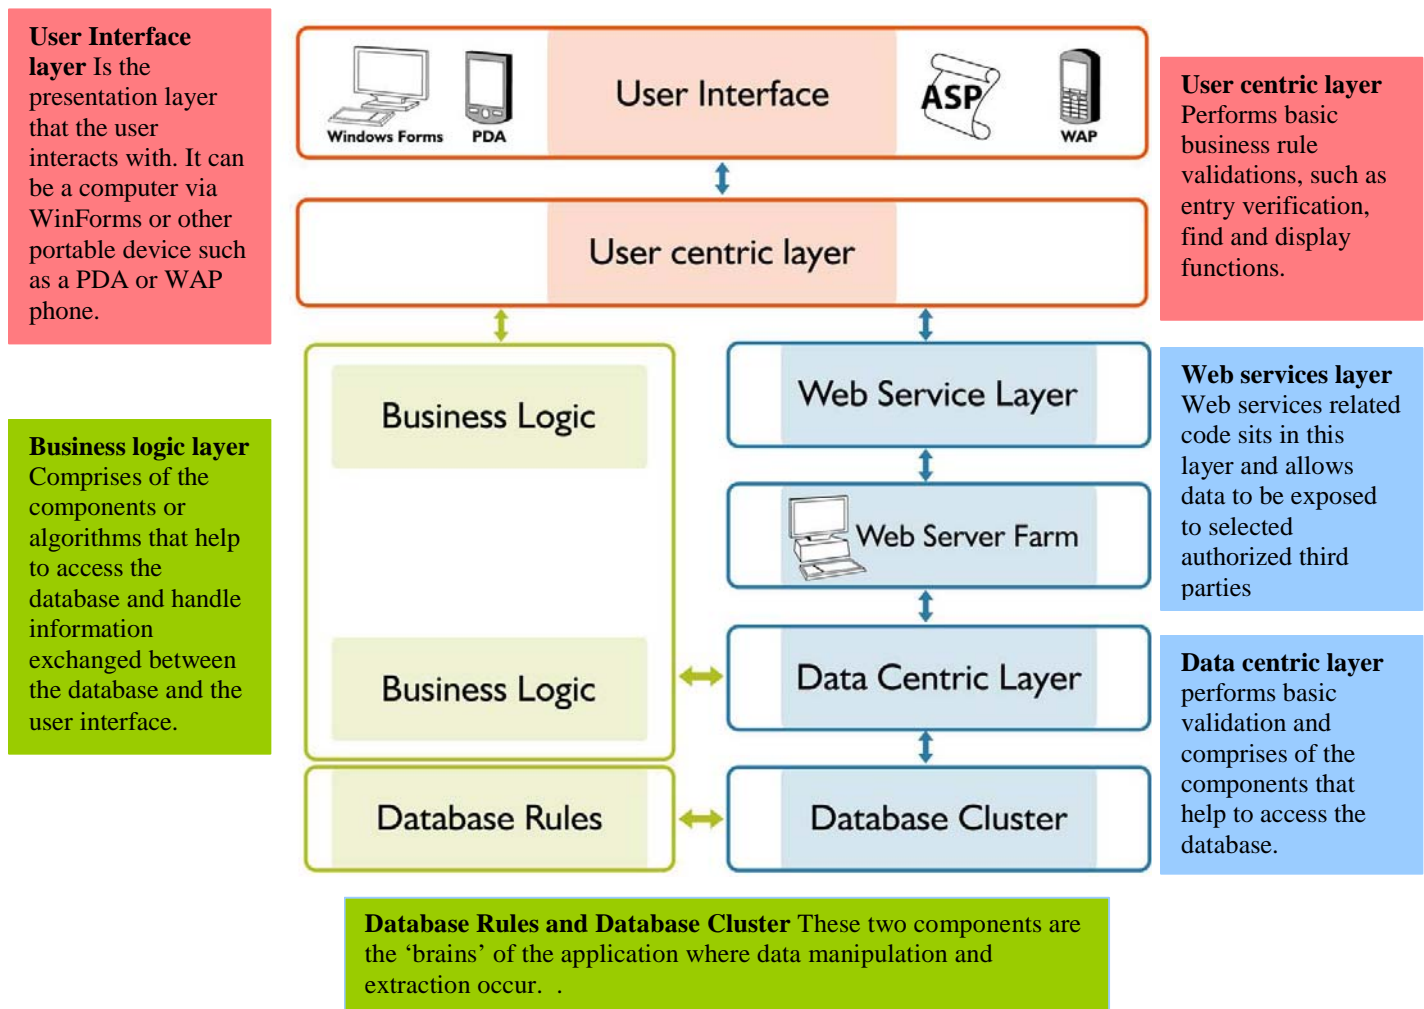 User Interface
layer Is the
presentation layer
that the user
interacts with. It can
be a computer via
WinForms or other
portable device such
as a PDA or WAP
phone.
Windows Forms
PDA
User Interface
ASP
WAP
User centric layer
Performs basic
business rule
validations, such as
entry verification,
find and display
functions.
User centric layer
Business logic layer
Comprises of the
components or
algorithms that help
to access the
database and handle
information
exchanged between
the database and the
user interface.
Business Logic
Business Logic
Database Rules
Web Service Layer
Web Server Farm
Data Centric Layer
Database Cluster
Web services layer
Web services related
code sits in this
layer and allows
data to be exposed
to selected
authorized third
parties
Data centric layer
performs basic
validation and
comprises of the
components that
help to access the
database.
Database Rules and Database Cluster These two components are
the ‘brains’ of the application where data manipulation and
extraction occur. .